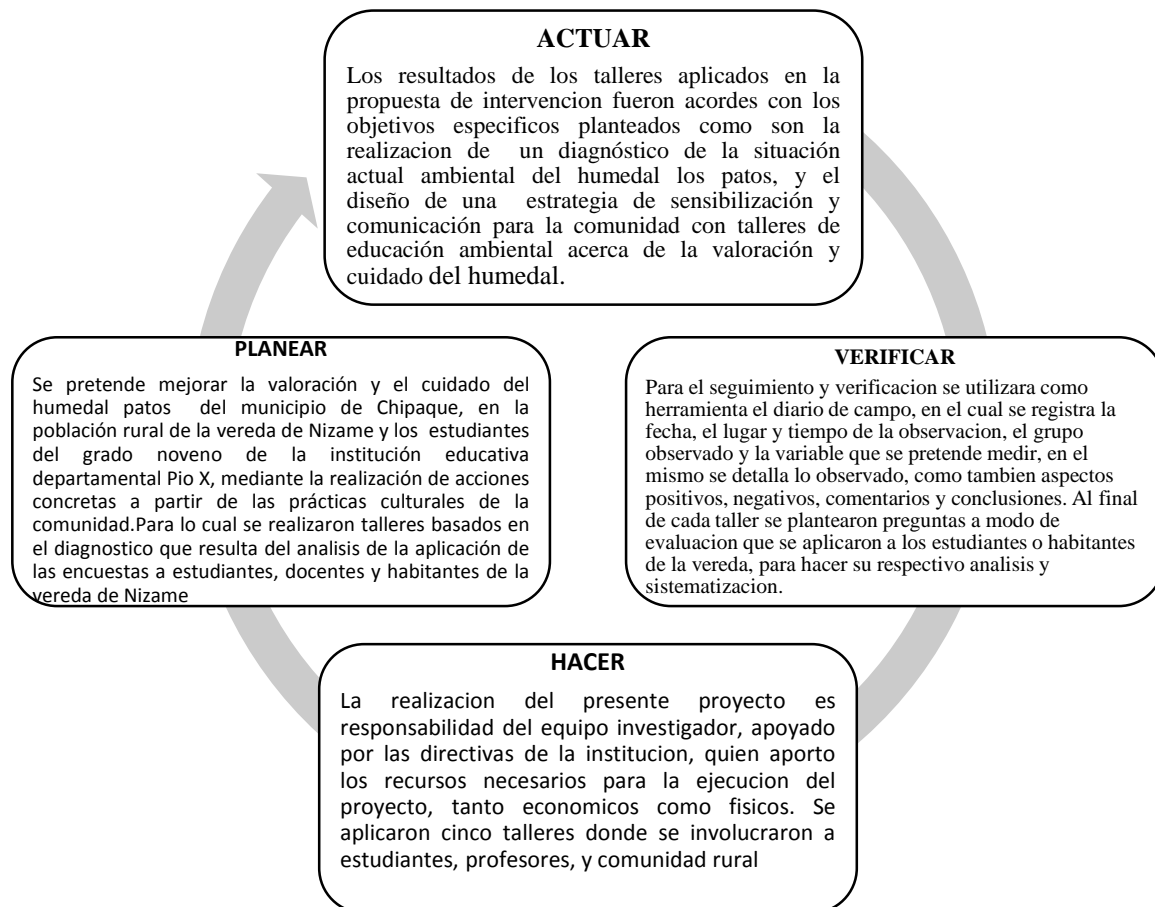 ACTUAR
Los resultados de los talleres aplicados en la
propuesta de intervencion fueron acordes con los
objetivos especificos planteados como son la
realizacion de un diagnóstico de la situación
actual ambiental del humedal los patos, y el
diseño de una estrategia de sensibilización y
comunicación para la comunidad con talleres de
educación ambiental acerca de la valoración y
cuidado del humedal.
PLANEAR
Se pretende mejorar la valoración y el cuidado del
humedal patos del municipio de Chipaque, en la
población rural de la vereda de Nizame y los estudiantes
del grado noveno de la institución educativa
departamental Pio X, mediante la realización de acciones
concretas a partir de las prácticas culturales de la
comunidad.Para lo cual se realizaron talleres basados en
el diagnostico que resulta del analisis de la aplicación de
las encuestas a estudiantes, docentes y habitantes de la
vereda de Nizame
VERIFICAR
Para el seguimiento y verificacion se utilizara como
herramienta el diario de campo, en el cual se registra la
fecha, el lugar y tiempo de la observacion, el grupo
observado y la variable que se pretende medir, en el
mismo se detalla lo observado, como tambien aspectos
positivos, negativos, comentarios y conclusiones. Al final
de cada taller se plantearon preguntas a modo de
evaluacion que se aplicaron a los estudiantes o habitantes
de la vereda, para hacer su respectivo analisis y
sistematizacion.
HACER
La realizacion del presente proyecto es
responsabilidad del equipo investigador, apoyado
por las directivas de la institucion, quien aporto
los recursos necesarios para la ejecucion del
proyecto, tanto economicos como fisicos. Se
aplicaron cinco talleres donde se involucraron a
estudiantes, profesores, y comunidad rural